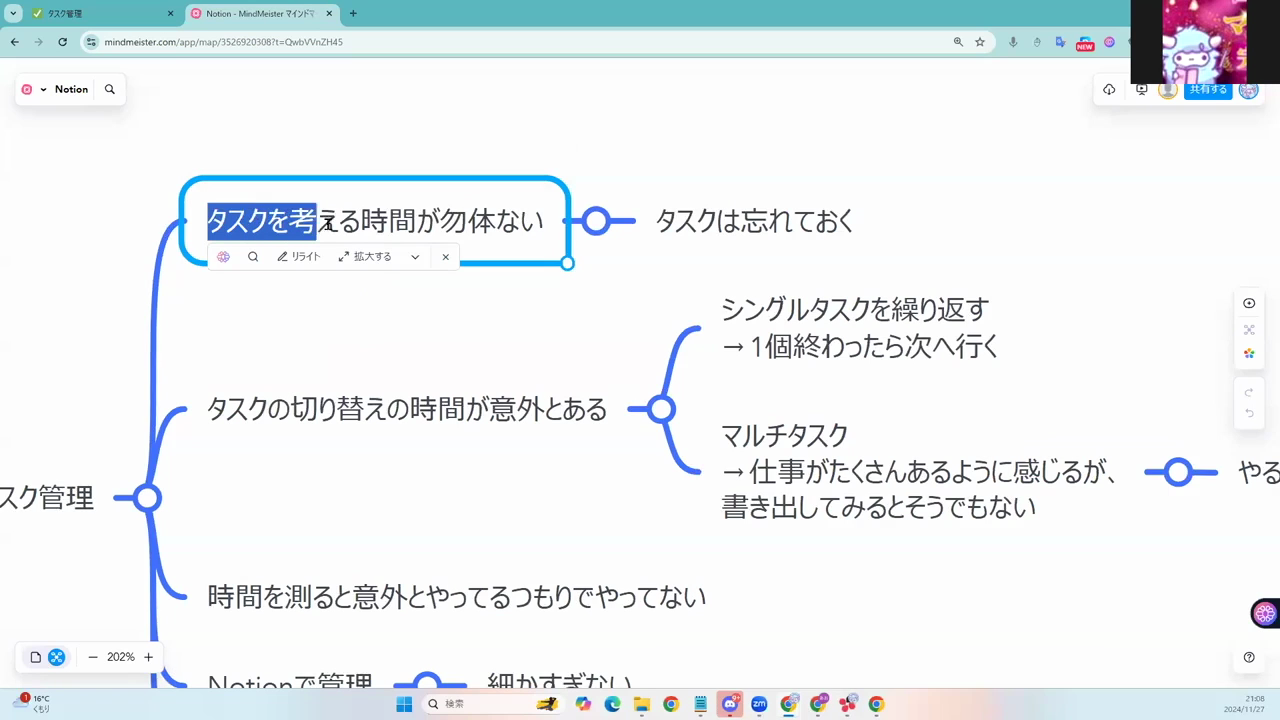 タスク管理
Notion - MindMeister マインドマ
mindmeister.com/app/map/3526920308?t=QwbVVnZH45
NEW
Notion
共有する
タスクを考える時間が勿体ない
タスクは忘れておく
リライト
拡大する
シングルタスクを繰り返す
→1個終わったら次へ行く
タスクの切り替えの時間が意外とある
マルチタスク
→仕事がたくさんあるように感じるが、
書き出してみるとそうでもない
やる
スク管理
時間を測ると意外とやってるつもりでやってない
Notionで管理
細かすぎない
202%
1
16°C
くもり
検索
21:08
2024/11/27